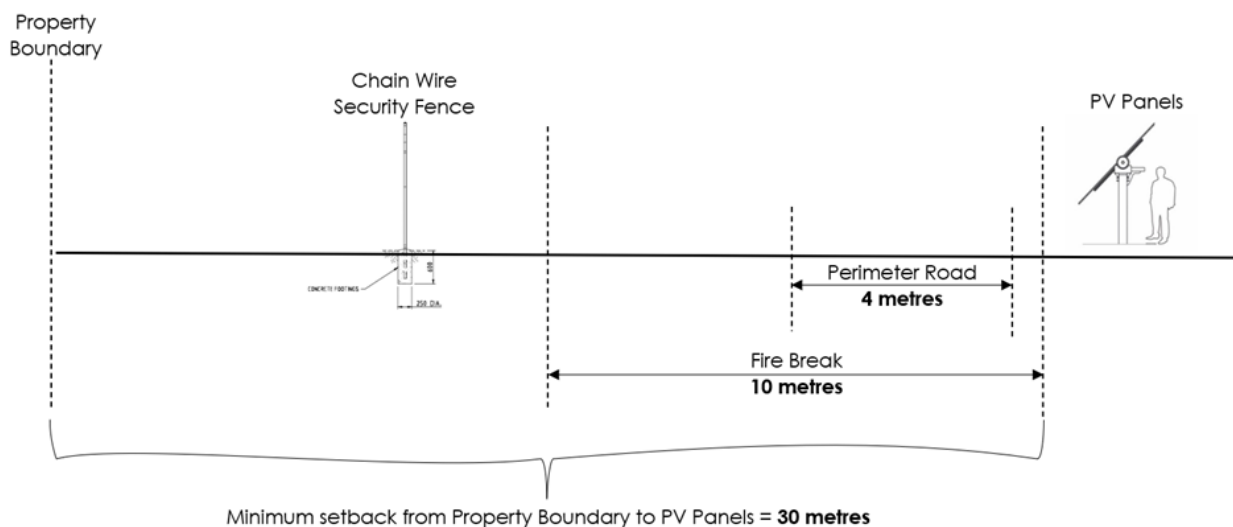 Property
Boundary
Chain Wire
Security Fence
PV Panels
CONCRETE FOOTINGS
600
250 DIA.
Perimeter Road
4 metres
Fire Break
10 metres
Minimum setback from Property Boundary to PV Panels = 30 metres